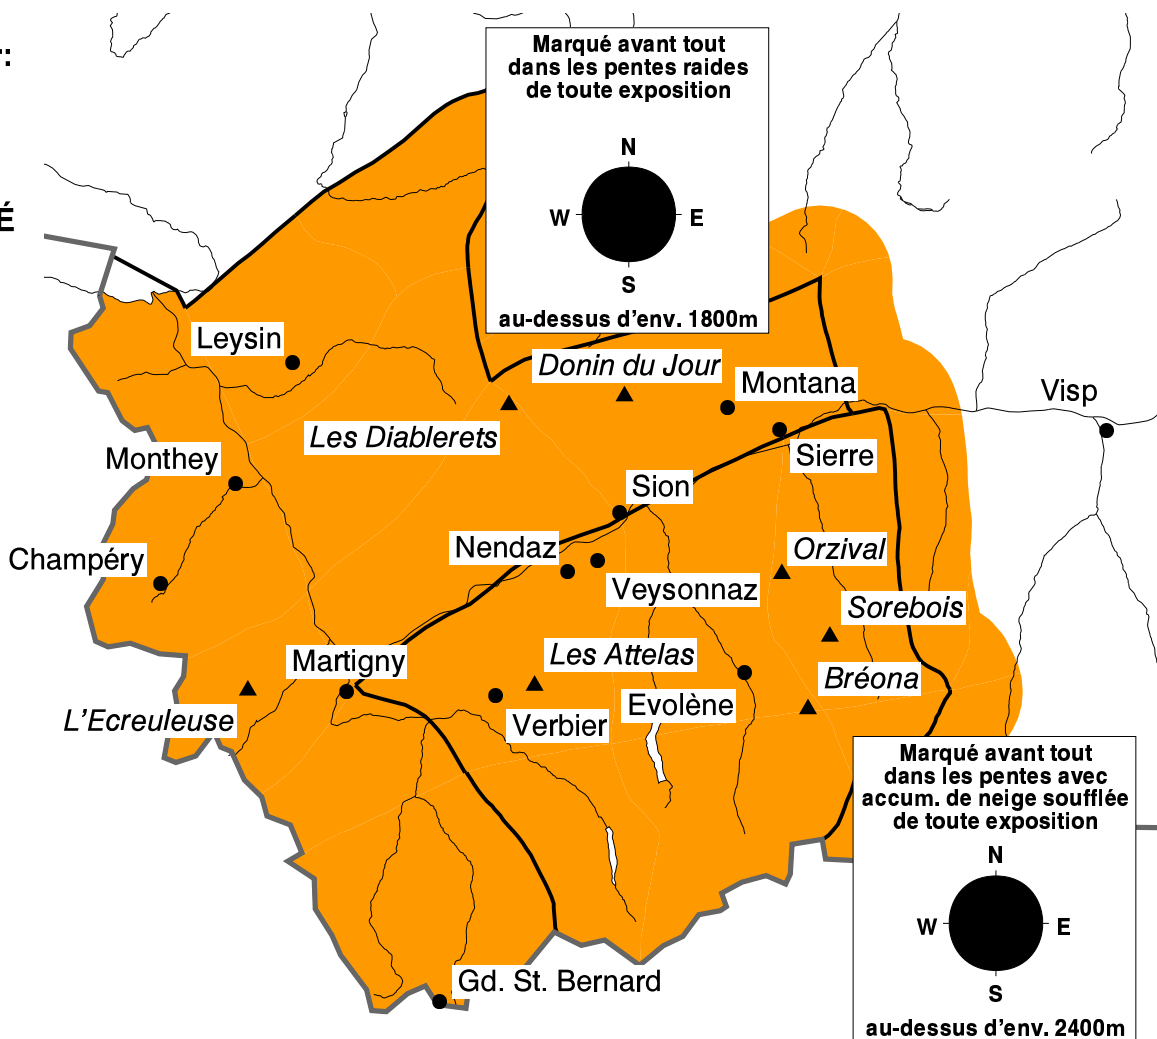 r:
É
Marqué avant tout
dans les pentes raides
de toute exposition
N
W
E
S
au-dessus d'env. 1800m
Leysin
Donin du Jour
Montana
Visp
Les Diablerets
Sierre
Monthey
Sion
Nendaz
Orzival
Champéry
Veysonnaz
Sorebois
Les Attelas
Martigny
Bréona
Evolène
L'Ecreuleuse
Verbier
Marqué avant tout
dans les pentes avec
accum. de neige soufflée
de toute exposition
N
W
E
S
au-dessus d'env. 2400m
Gd. St. Bernard